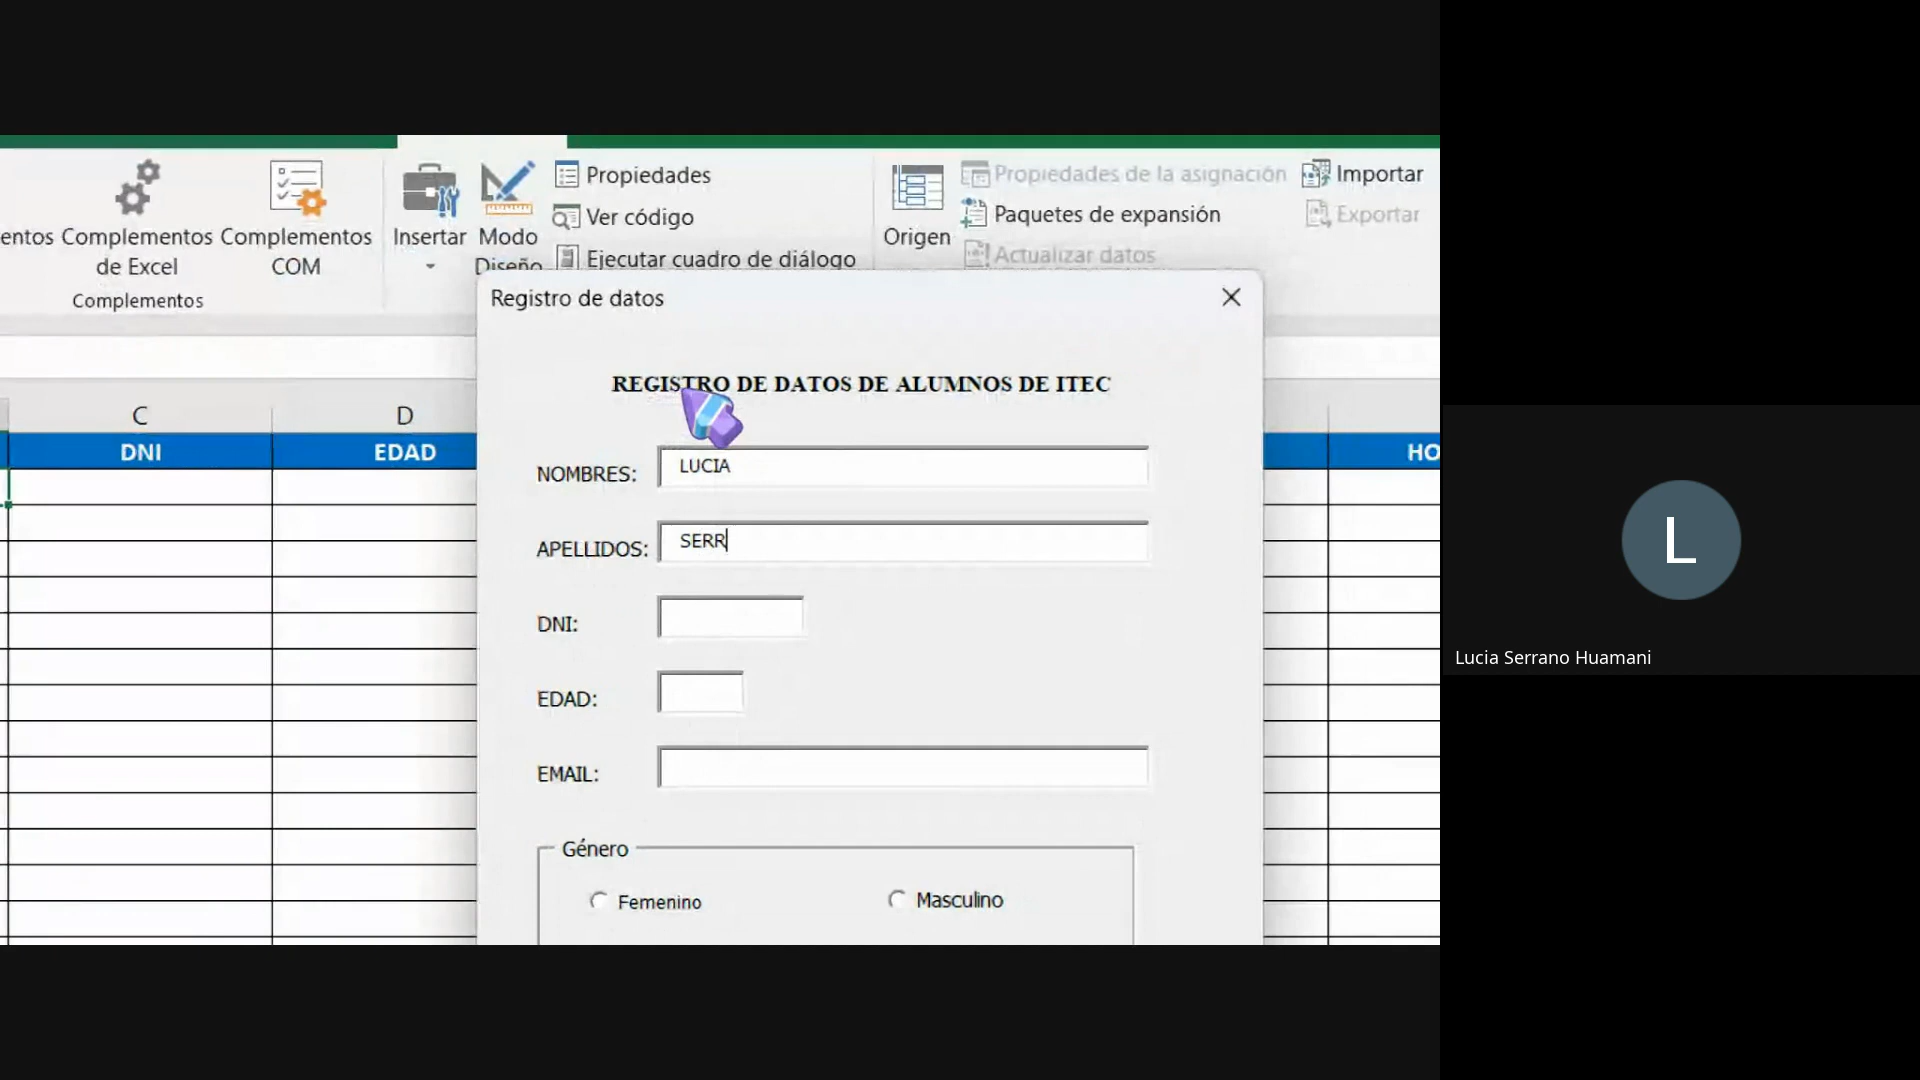 entos
Complementos
de Excel
Complementos
COM
Complementos
Insertar
Modo
Diseño
Propiedades
Ver código
Ejecutar cuadro de diálogo
Origen
Propiedades de la asignación
Paquetes de expansión
Actualizar datos
Importar
Exportar
Registro de datos
REGISTRO DE DATOS DE ALUMNOS DE ITEC
C
D
DNI
EDAD
HO
NOMBRES: LUCIA
APELLIDOS: SERR
DNI:
EDAD:
EMAIL:
Género
Femenino
Masculino
L
Lucia Serrano Huamani